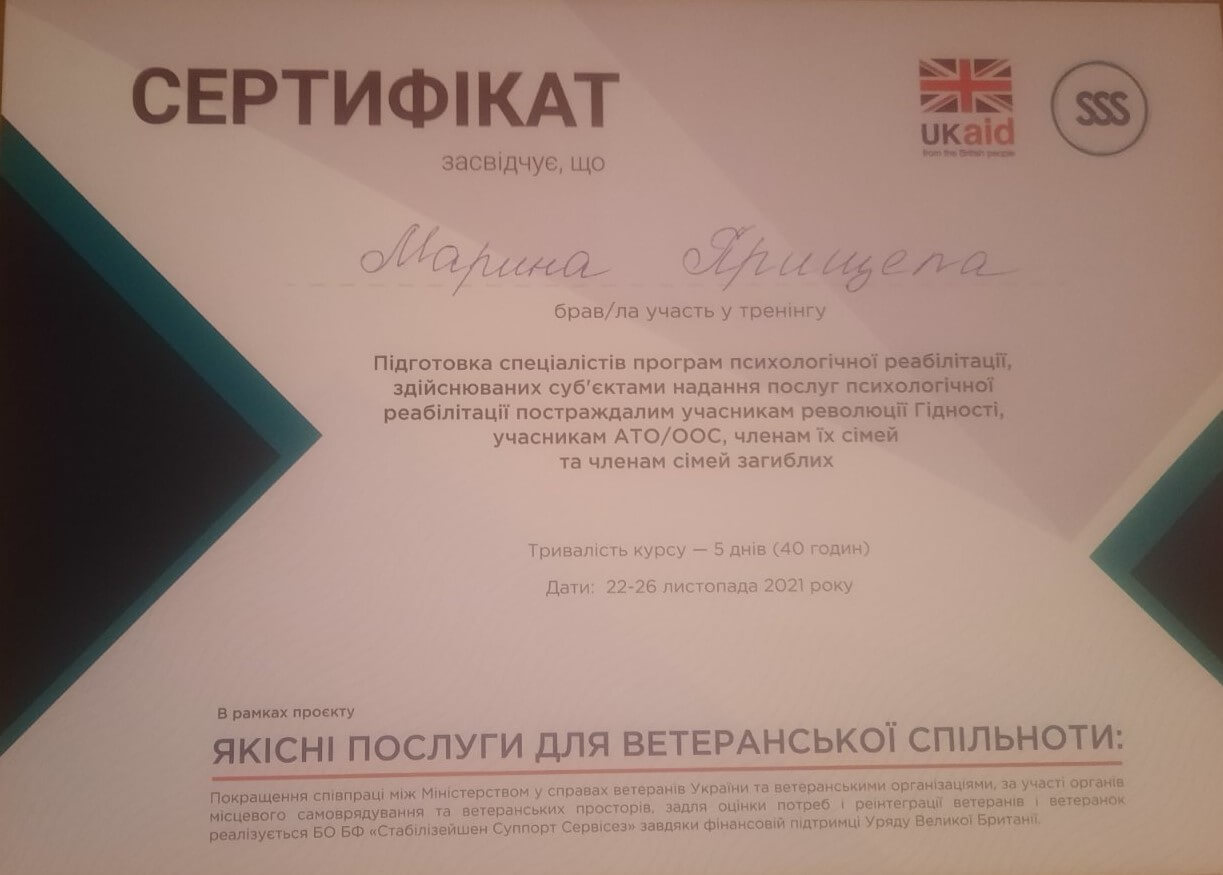 СЕРТИФІКАТ
засвідчує, що
UKaid
from the British people
SSS
Марина Ярищепа
брав/ла участь у тренінгу
Підготовка спеціалістів програм психологічної реабілітації,
здійснюваних суб'єктами надання послуг психологічної
реабілітації постраждалим учасникам революції Гідності,
учасникам АТО/ООС, членам їх сімей
та членам сімей загиблих
Тривалість курсу — 5 днів (40 годин)
Дати: 22-26 листопада 2021 року
В рамках проєкту
ЯКІСНІ ПОСЛУГИ ДЛЯ ВЕТЕРАНСЬКОЇ СПІЛЬНОТИ:
Покращення співпраці між Міністерством у справах ветеранів України та ветеранськими організаціями, за участі органів
місцевого самоврядування та ветеранських просторів, задля оцінки потреб і реінтеграції ветеранів і ветеранок
реалізується БО БФ «Стабілізейшен Суппорт Сервісез» завдяки фінансовій підтримці Уряду Великої Британії.